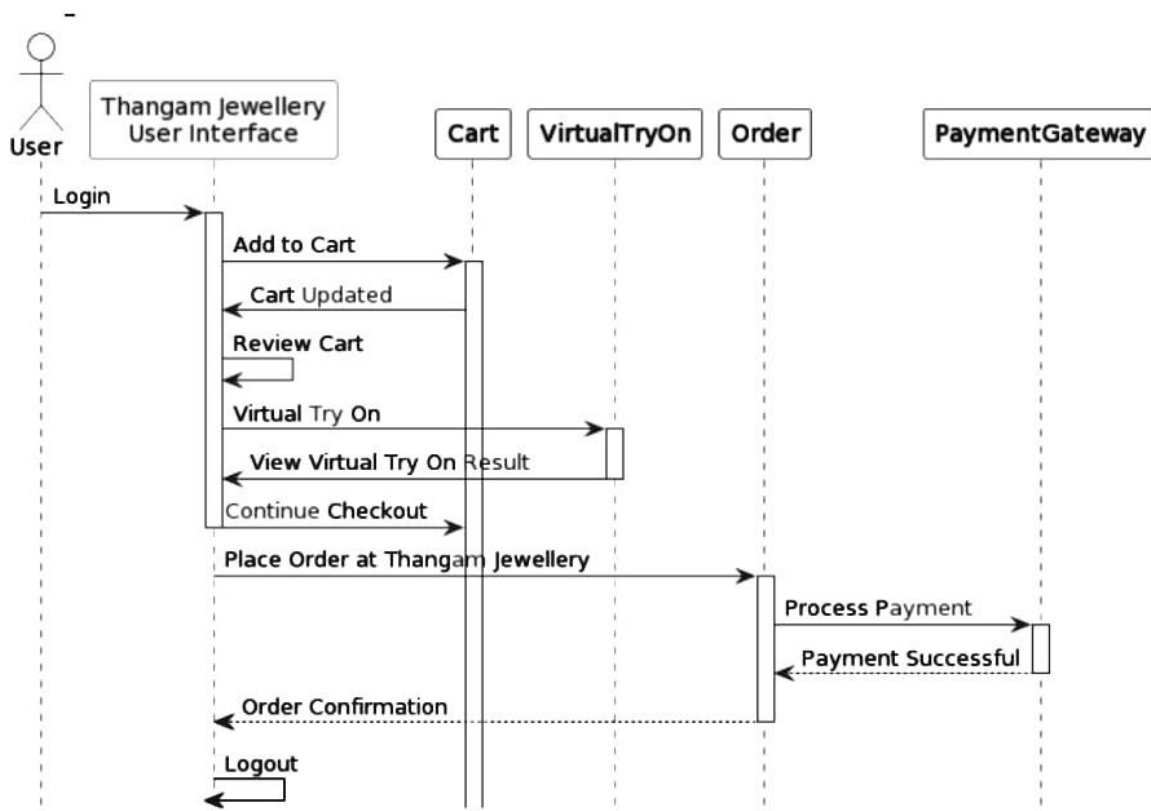 Thangam Jewellery
User Interface
User
Cart
VirtualTryOn
Order
PaymentGateway
Login
Add to Cart
Cart Updated
Review Cart
Virtual Try On
View Virtual Try On Result
Continue Checkout
Place Order at Thangam Jewellery
Process Payment
Payment Successful
Order Confirmation
Logout